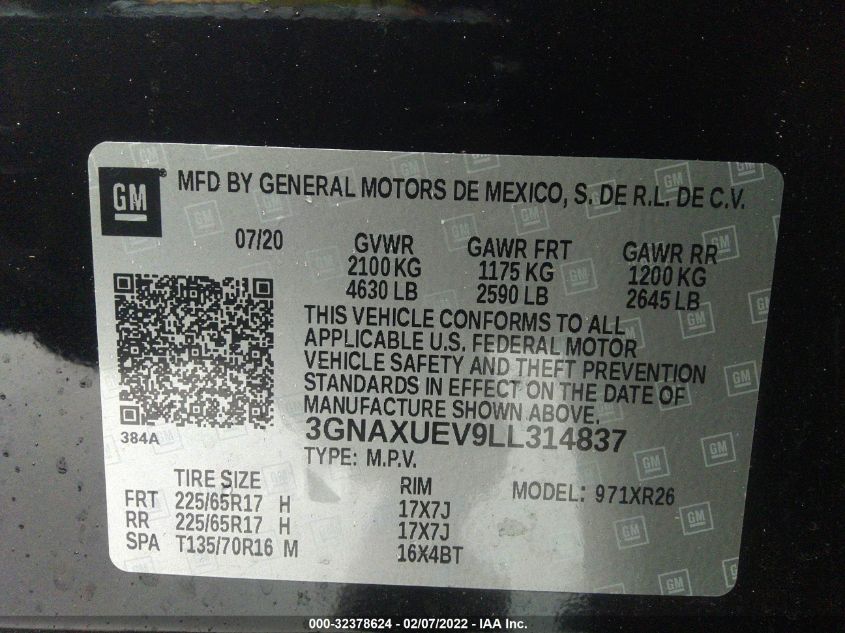 GM ® MFD BY GENERAL MOTORS DE MEXICO, S. DE R.L. DE C.V.
07/20 GVWR GAWR FRT GAWR RR
2100 KG 1175 KG 1200 KG
4630 LB 2590 LB 2645 LB
THIS VEHICLE CONFORMS TO ALL
APPLICABLE U.S. FEDERAL MOTOR
VEHICLE SAFETY AND THEFT PREVENTION
STANDARDS IN EFFECT ON THE DATE OF
MANUFACTURE SHOWN ABOVE.
384A 3GNAXUEV9LL314837
TYPE: M.P.V.
TIRE SIZE RIM MODEL: 971XR26
FRT 225/65R17 H 17X7J
RR 225/65R17 H 17X7J
SPA T135/70R16 M 16X4BT
000-32378624 - 02/07/2022 - IAA Inc.